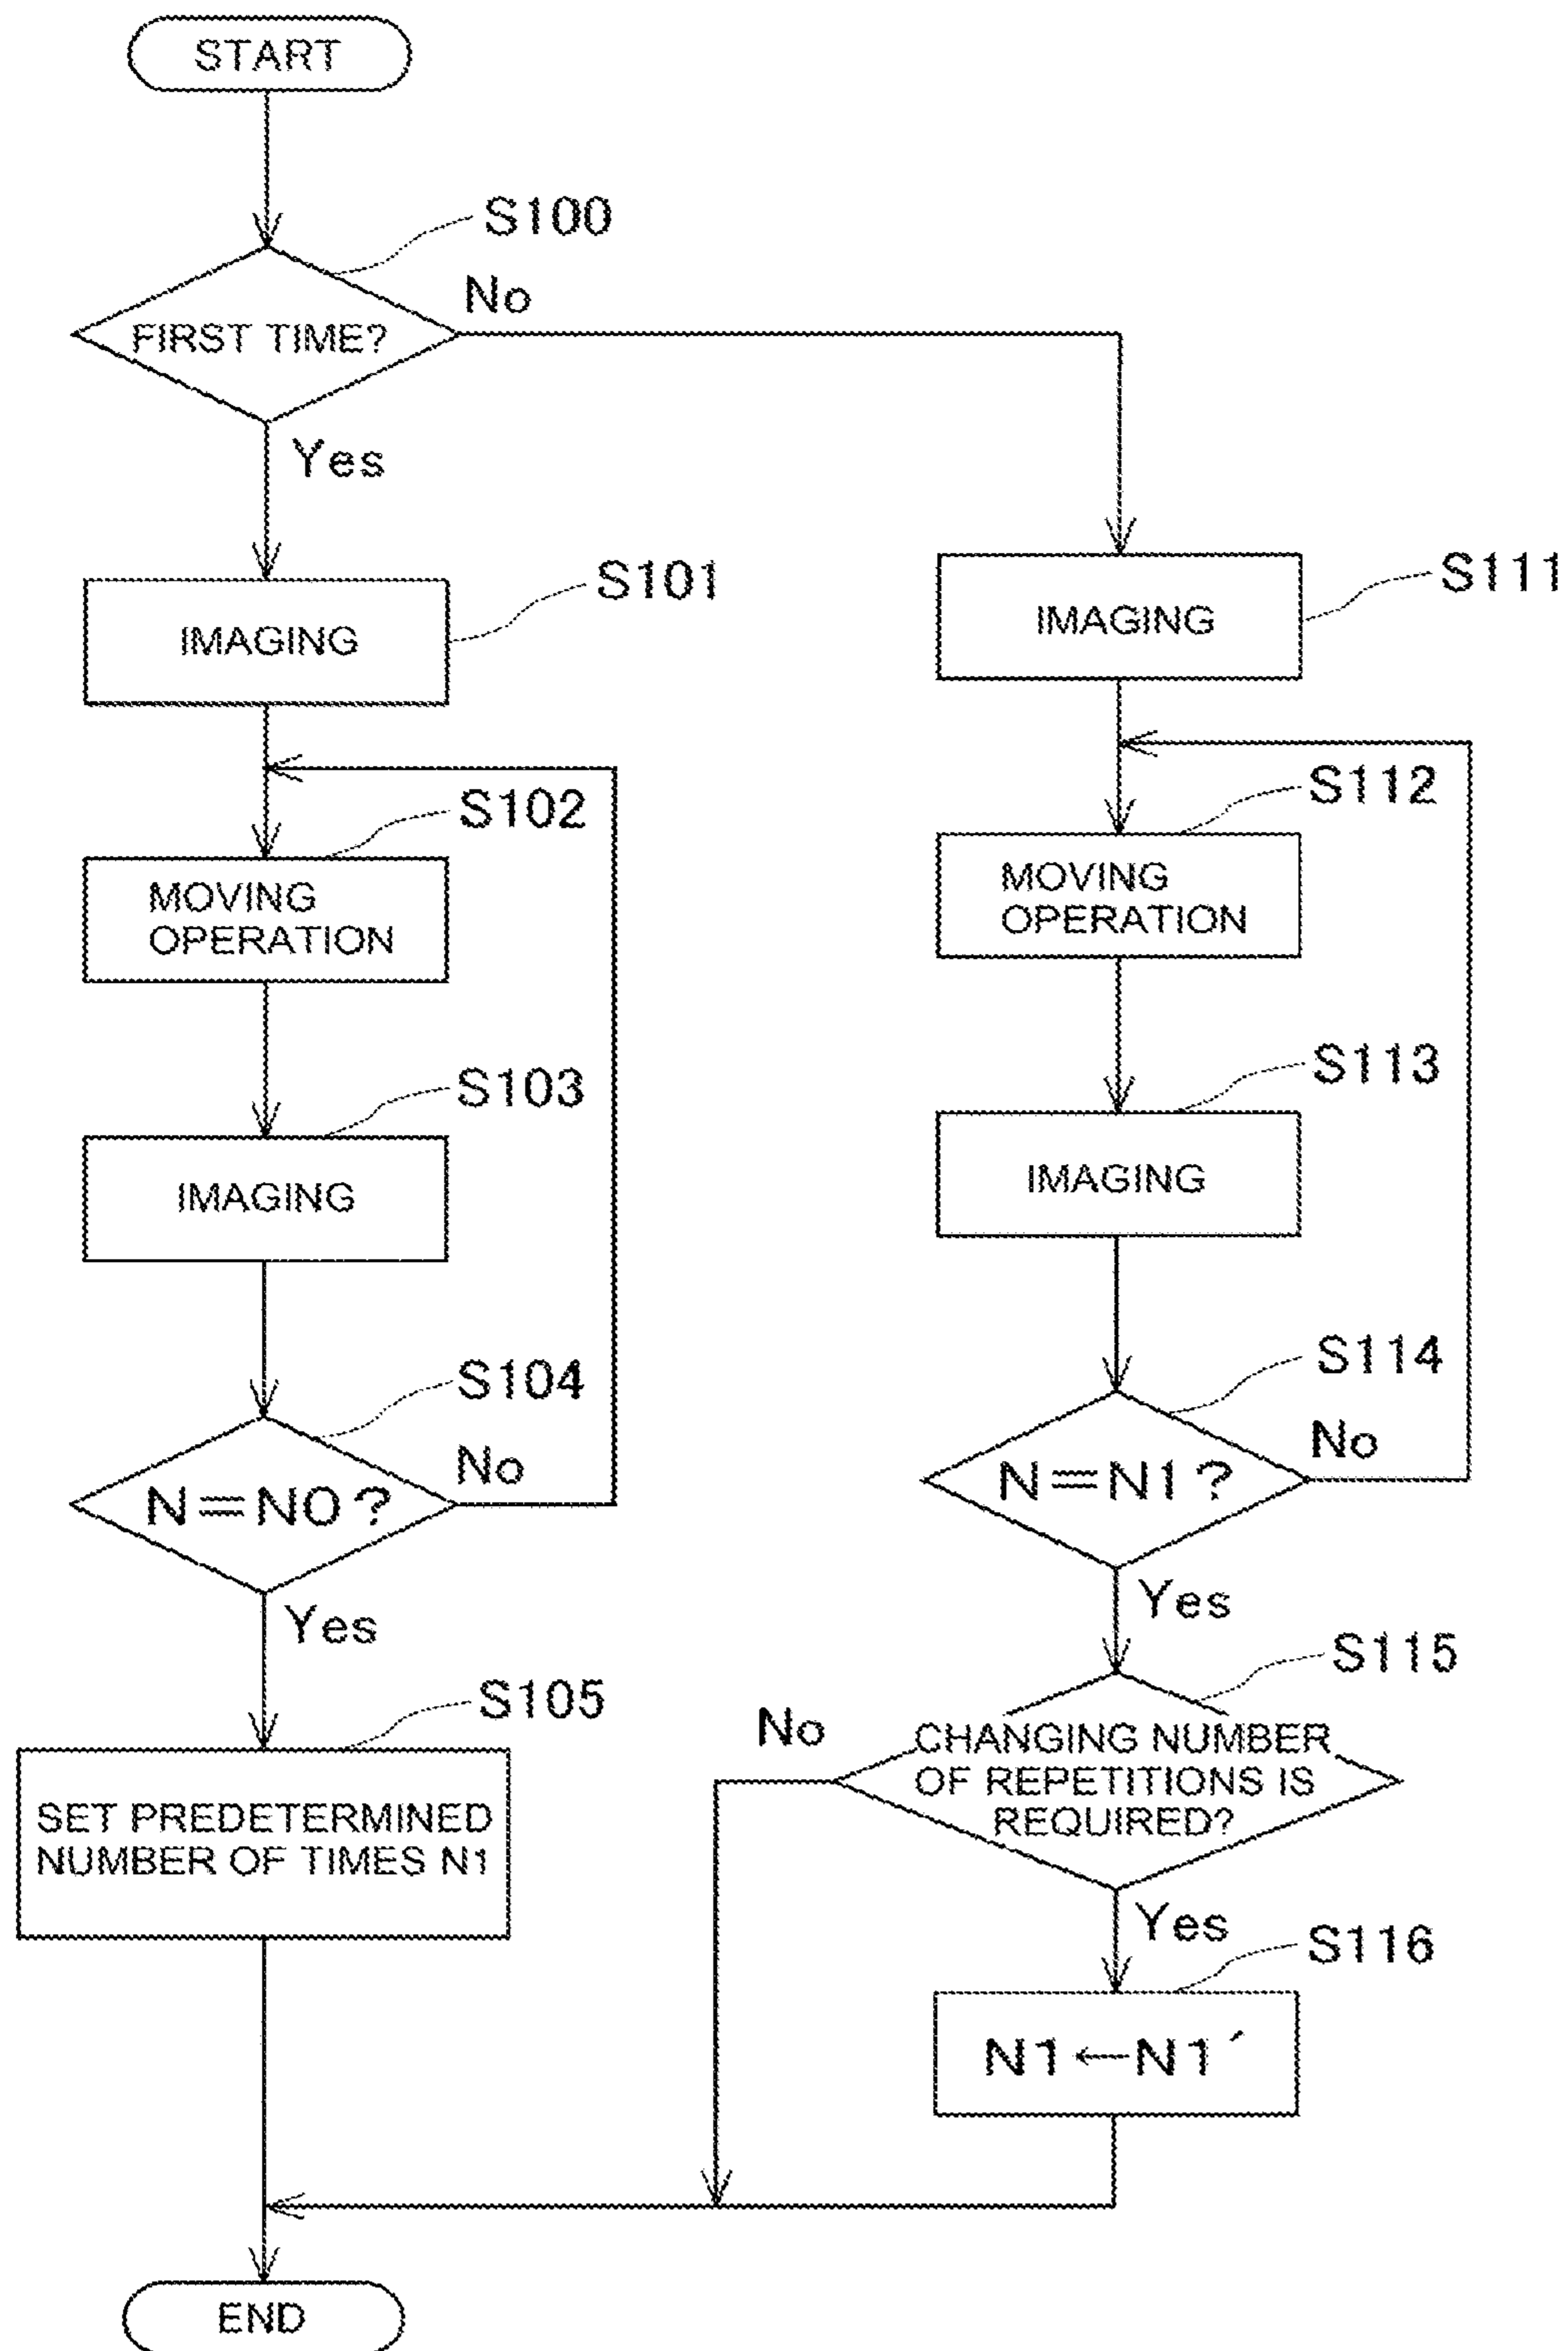 START
S100
No
FIRST TIME?
Yes
S101
IMAGING
S102
MOVING
OPERATION
S103
IMAGING
S104
No
N=N0?
Yes
S105
SET PREDETERMINED
NUMBER OF TIMES N1
S111
IMAGING
S112
MOVING
OPERATION
S113
IMAGING
S114
No
N=N1?
Yes
S115
No
CHANGING NUMBER
OF REPETITIONS IS
REQUIRED?
Yes
S116
N1←N1´
END